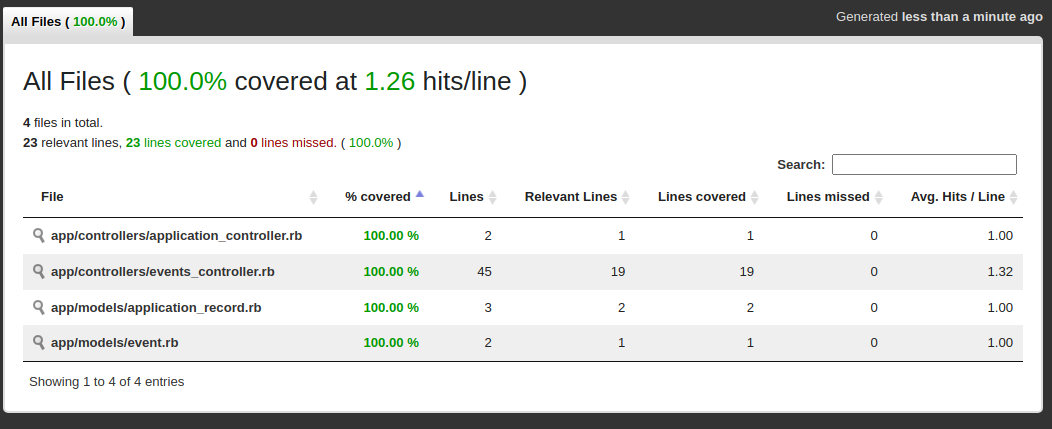 All Files ( 100.0% )
Generated less than a minute ago
All Files ( 100.0% covered at 1.26 hits/line )
4 files in total.
23 relevant lines, 23 lines covered and 0 lines missed. ( 100.0% )
Search:
File % covered Lines Relevant Lines Lines covered Lines missed Avg. Hits / Line
app/controllers/application_controller.rb 100.00 % 2 1 1 0 1.00
app/controllers/events_controller.rb 100.00 % 45 19 19 0 1.32
app/models/application_record.rb 100.00 % 3 2 2 0 1.00
app/models/event.rb 100.00 % 2 1 1 0 1.00
Showing 1 to 4 of 4 entries